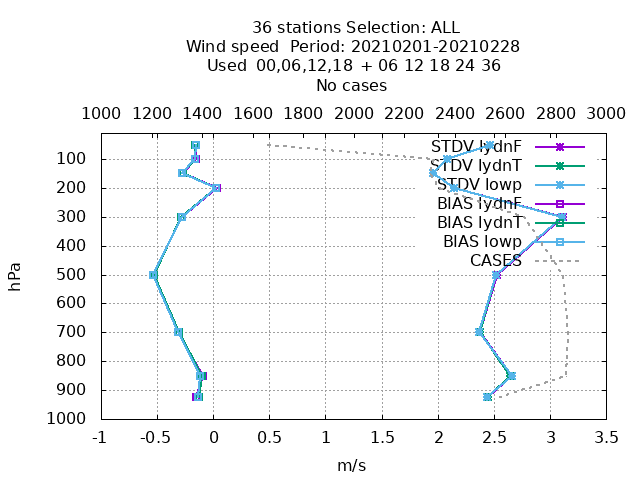 36 stations Selection: ALL
Wind speed  Period: 20210201-20210228
Used  00,06,12,18 + 06 12 18 24 36
No cases
1000 1200 1400 1600 1800 2000 2200 2400 2600 2800 3000
STDV lydnF
100
STDV lydnT
200
STDV lowp
BIAS lydnF
300
BIAS lydnT
400
BIAS lowp
CASES
500
600
700
800
900
1000
hPa
-1 -0.5 0 0.5 1 1.5 2 2.5 3 3.5
m/s